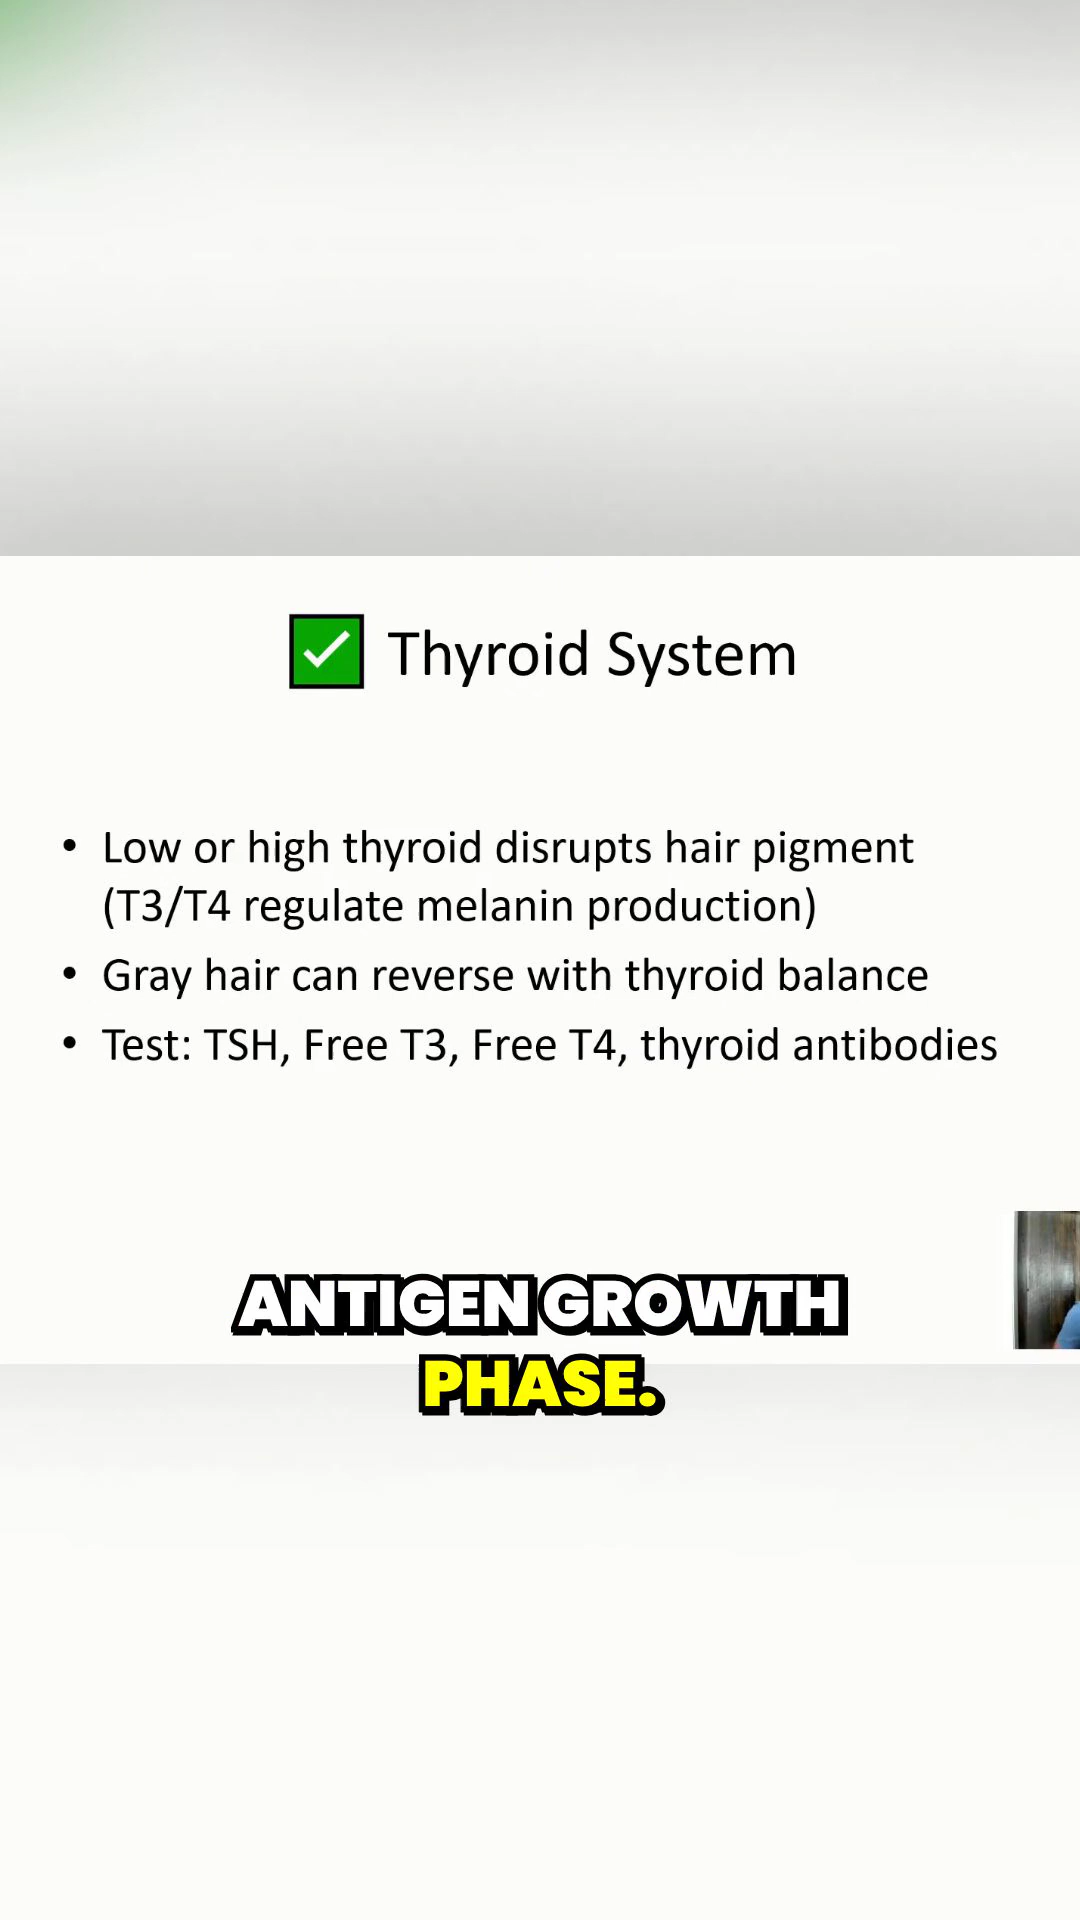 ✅ Thyroid System
• Low or high thyroid disrupts hair pigment
(T3/T4 regulate melanin production)
• Gray hair can reverse with thyroid balance
• Test: TSH, Free T3, Free T4, thyroid antibodies
ANTIGEN GROWTH
PHASE.